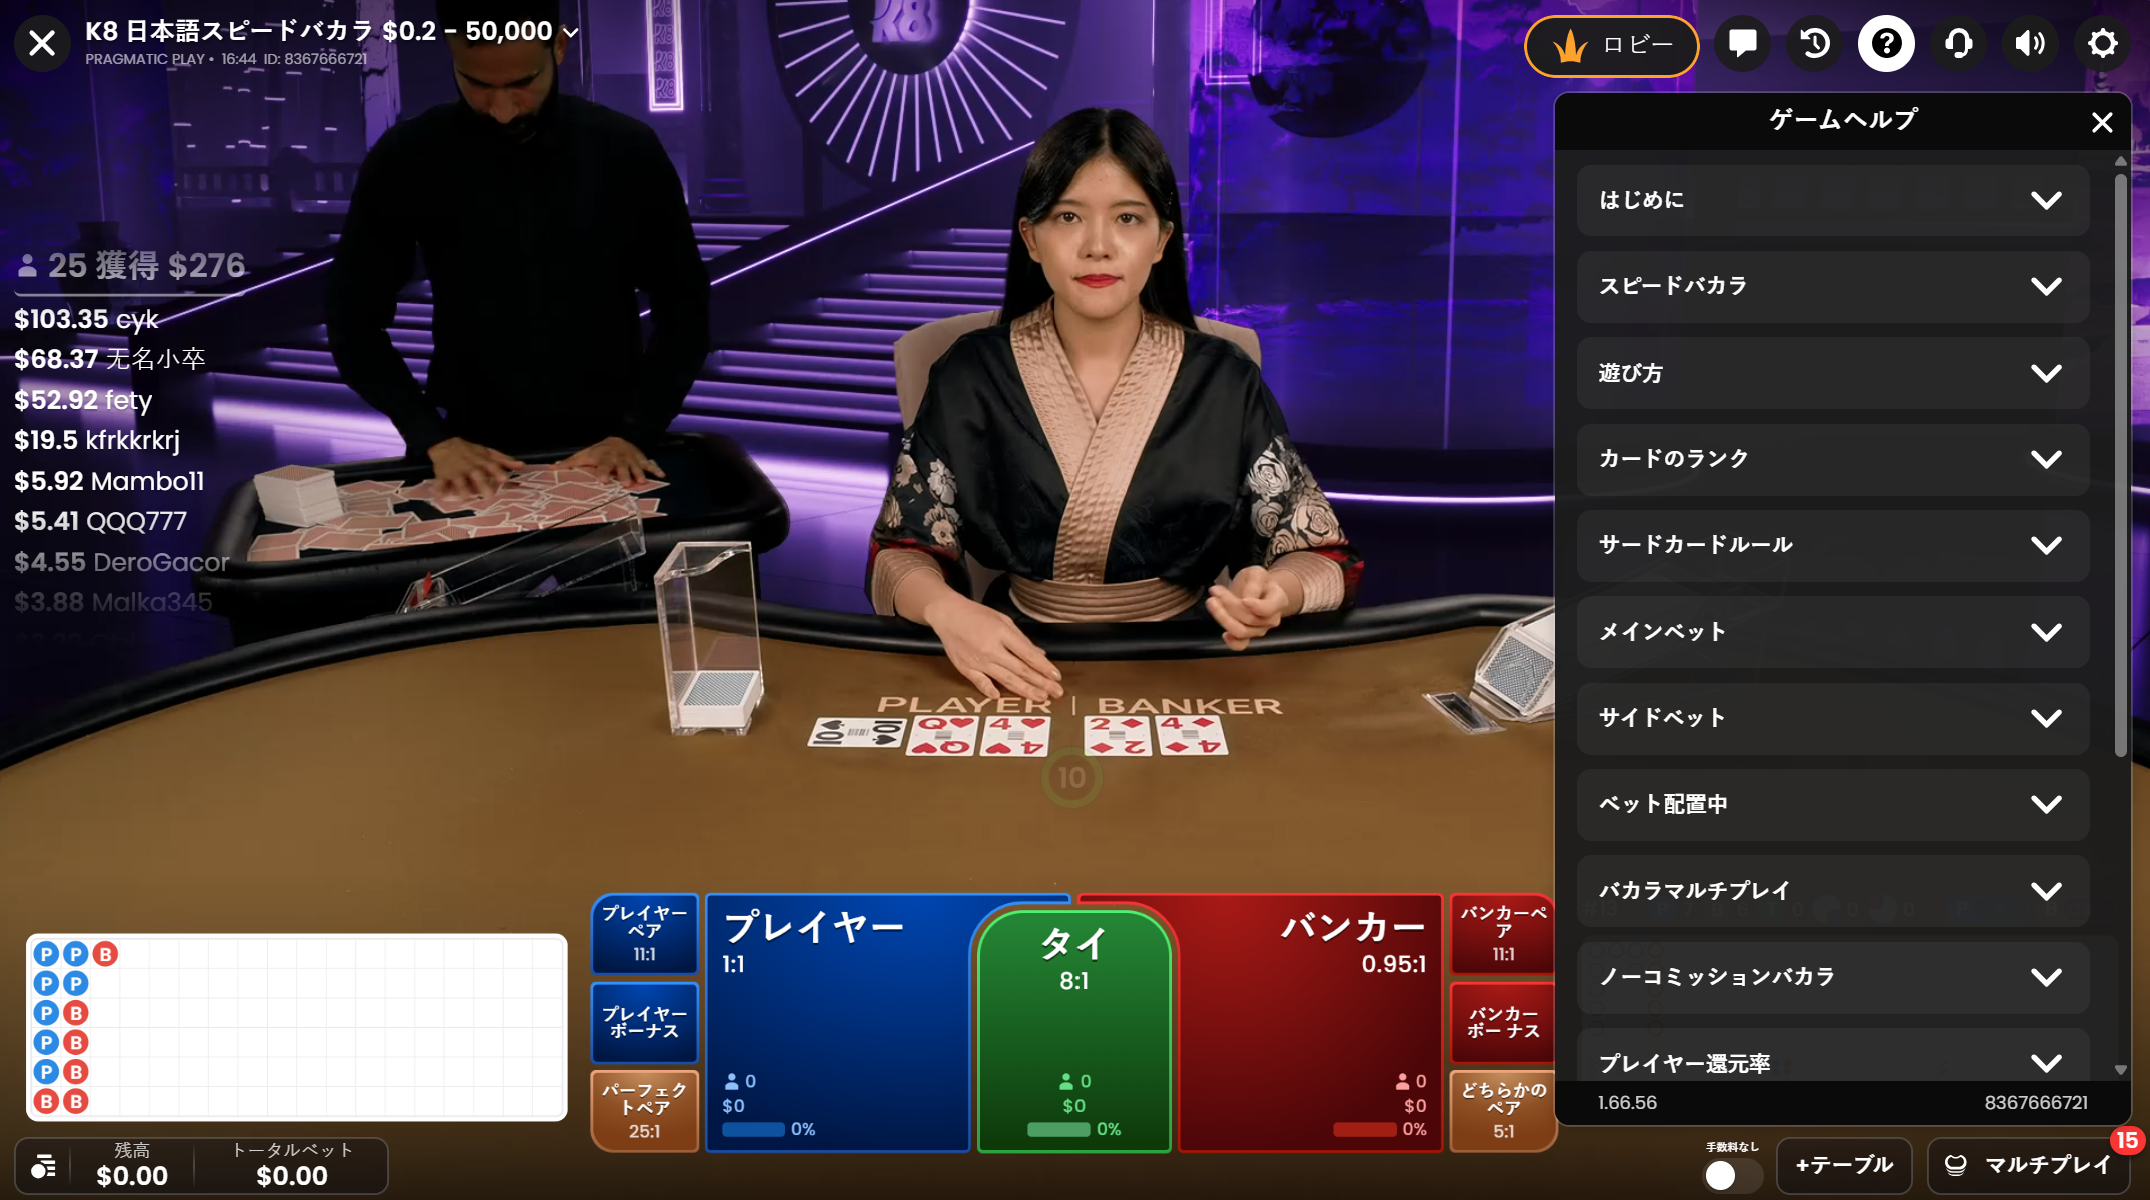 K8 日本語スピードバカラ $0.2 - 50,000
PRAGMATIC PLAY • 16:44 ID: 8367666721
K8
ロビー
25 獲得 $276
$103.35 cyk
$68.37 无名小卒
$52.92 fety
$19.5 kfrkkrkrj
$5.92 Mambo11
$5.41 QQQ777
$4.55 DeroGacor
$3.88 Malka345
ゲームヘルプ
はじめに
スピードバカラ
遊び方
カードのランク
サードカードルール
メインベット
サイドベット
ベット配置中
バカラマルチプレイ
ノーコミッションバカラ
プレイヤー還元率
1.66.56
8367666721
PLAYER | BANKER
10 Q 4 2 4
10
P P B
P P
P B
P B
P B
B B
プレイヤー
ペア
11:1
プレイヤー
ボーナス
パーフェク
トペア
25:1
プレイヤー
1:1
0
$0
0%
タイ
8:1
0
$0
0%
バンカー
0.95:1
0
$0
0%
バンカーペ
ア
11:1
バンカー
ボーナス
どちらかの
ペア
5:1
残高
$0.00
トータルベット
$0.00
手数料なし
+テーブル
マルチプレイ
15